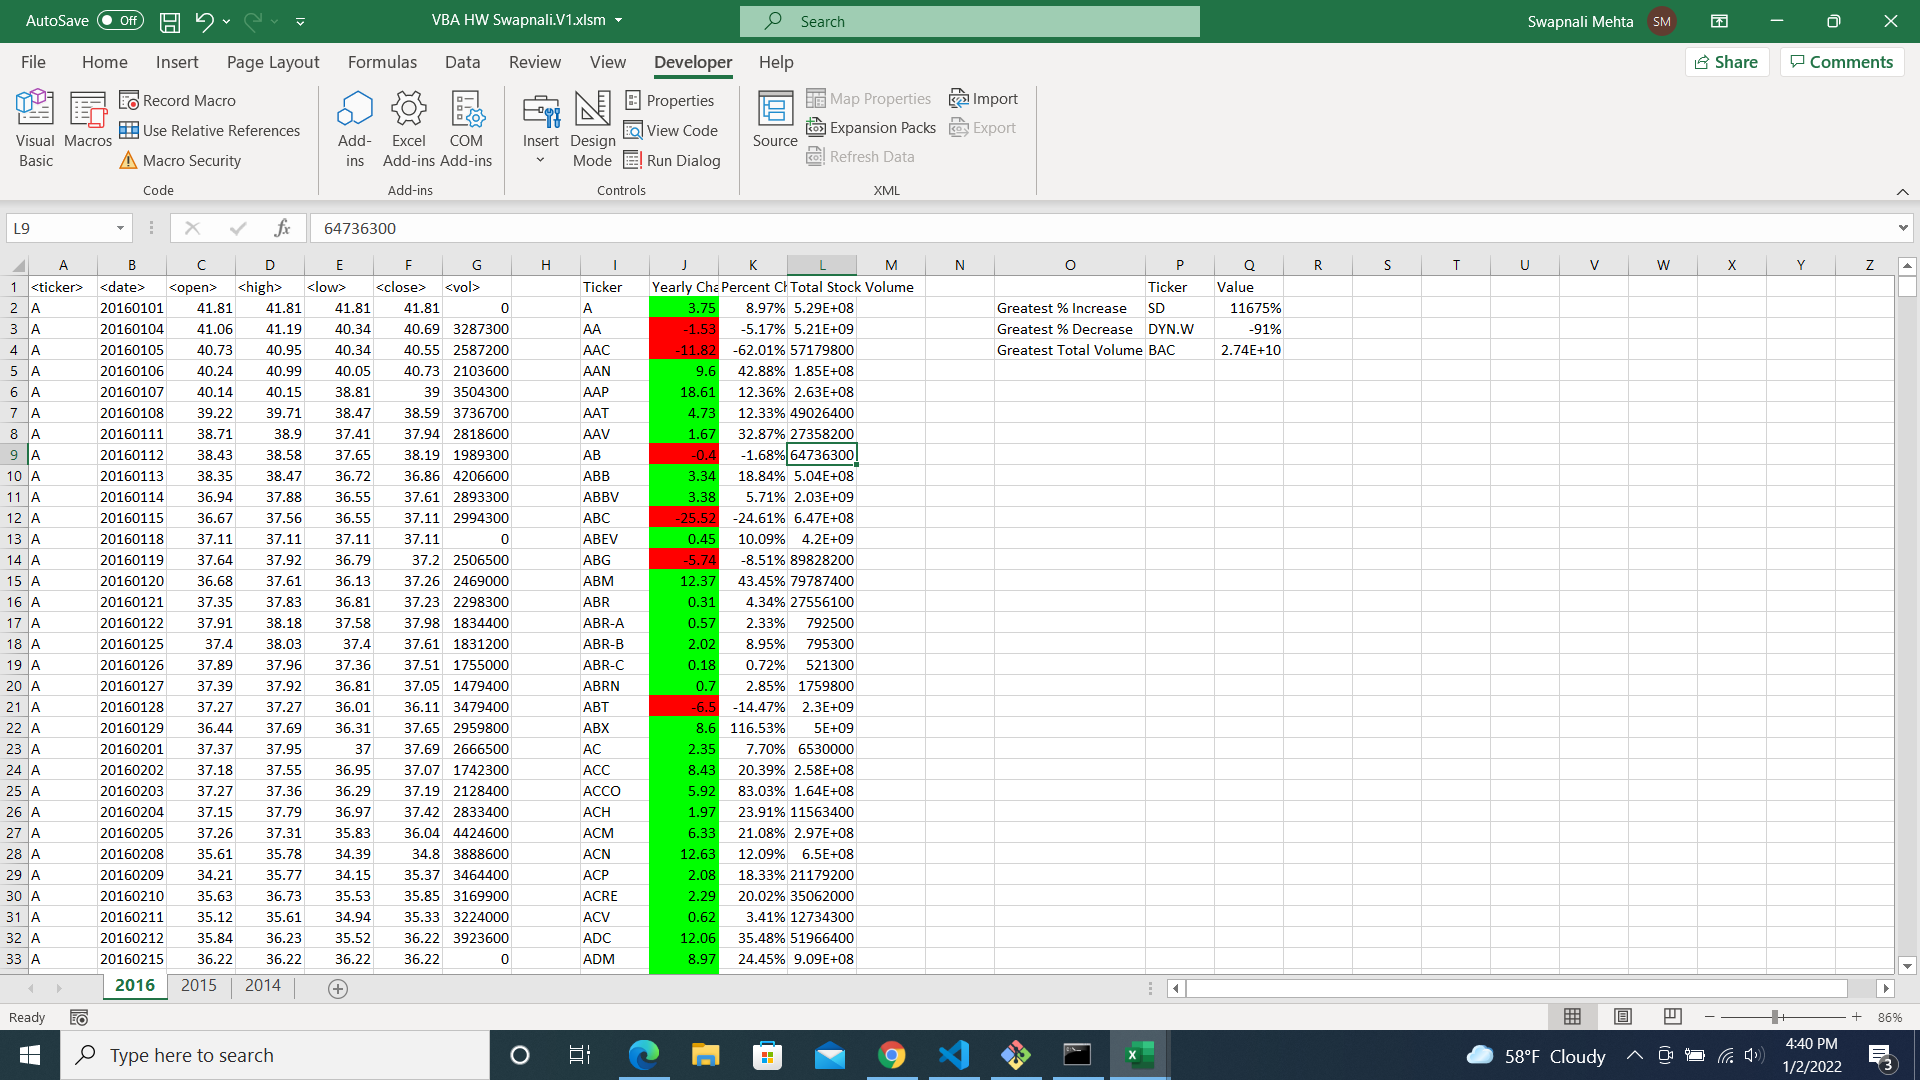 AutoSave Off VBA HW Swapnali.V1.xlsm Search Swapnali Mehta SM
File Home Insert Page Layout Formulas Data Review View Developer Help Share Comments
Visual Basic Macros Record Macro Use Relative References Macro Security Code
Add-ins Excel Add-ins COM Add-ins Add-ins
Insert Design Mode Properties View Code Run Dialog Controls
Source Map Properties Expansion Packs Refresh Data Import Export XML
L9 fx 64736300
A B C D E F G H I J K L M N O P Q R S T U V W X Y Z
1 <ticker> <date> <open> <high> <low> <close> <vol> Ticker Yearly Cha Percent Ch Total Stock Volume Ticker Value
2 A 20160101 41.81 41.81 41.81 41.81 0 A 3.75 8.97% 5.29E+08 Greatest % Increase SD 11675%
3 A 20160104 41.06 41.19 40.34 40.69 3287300 AA -1.53 -5.17% 5.21E+09 Greatest % Decrease DYN.W -91%
4 A 20160105 40.73 40.95 40.34 40.55 2587200 AAC -11.82 -62.01% 57179800 Greatest Total Volume BAC 2.74E+10
5 A 20160106 40.24 40.99 40.05 40.73 2103600 AAN 9.6 42.88% 1.85E+08
6 A 20160107 40.14 40.15 38.81 39 3504300 AAP 18.61 12.36% 2.63E+08
7 A 20160108 39.22 39.71 38.47 38.59 3736700 AAT 4.73 12.33% 49026400
8 A 20160111 38.71 38.9 37.41 37.94 2818600 AAV 1.67 32.87% 27358200
9 A 20160112 38.43 38.58 37.65 38.19 1989300 AB -0.4 -1.68% 64736300
10 A 20160113 38.35 38.47 36.72 36.86 4206600 ABB 3.34 18.84% 5.04E+08
11 A 20160114 36.94 37.88 36.55 37.61 2893300 ABBV 3.38 5.71% 2.03E+09
12 A 20160115 36.67 37.56 36.55 37.11 2994300 ABC -25.52 -24.61% 6.47E+08
13 A 20160118 37.11 37.11 37.11 37.11 0 ABEV 0.45 10.09% 4.2E+09
14 A 20160119 37.64 37.92 36.79 37.2 2506500 ABG -5.74 -8.51% 89828200
15 A 20160120 36.68 37.61 36.13 37.26 2469000 ABM 12.37 43.45% 79787400
16 A 20160121 37.35 37.83 36.81 37.23 2298300 ABR 0.31 4.34% 27556100
17 A 20160122 37.91 38.18 37.58 37.98 1834400 ABR-A 0.57 2.33% 792500
18 A 20160125 37.4 38.03 37.4 37.61 1831200 ABR-B 2.02 8.95% 795300
19 A 20160126 37.89 37.96 37.36 37.51 1755000 ABR-C 0.18 0.72% 521300
20 A 20160127 37.39 37.92 36.81 37.05 1479400 ABRN 0.7 2.85% 1759800
21 A 20160128 37.27 37.27 36.01 36.11 3479400 ABT -6.5 -14.47% 2.3E+09
22 A 20160129 36.44 37.69 36.31 37.65 2959800 ABX 8.6 116.53% 5E+09
23 A 20160201 37.37 37.95 37 37.69 2666500 AC 2.35 7.70% 6530000
24 A 20160202 37.18 37.55 36.95 37.07 1742300 ACC 8.43 20.39% 2.58E+08
25 A 20160203 37.27 37.36 36.29 37.19 2128400 ACCO 5.92 83.03% 1.64E+08
26 A 20160204 37.15 37.79 36.97 37.42 2833400 ACH 1.97 23.91% 11563400
27 A 20160205 37.26 37.31 35.83 36.04 4424600 ACM 6.33 21.08% 2.97E+08
28 A 20160208 35.61 35.78 34.39 34.8 3888600 ACN 12.63 12.09% 6.5E+08
29 A 20160209 34.21 35.77 34.15 35.37 3464400 ACP 2.08 18.33% 21179200
30 A 20160210 35.63 36.73 35.53 35.85 3169900 ACRE 2.29 20.02% 35062000
31 A 20160211 35.12 35.61 34.94 35.33 3224000 ACV 0.62 3.41% 12734300
32 A 20160212 35.84 36.23 35.52 36.22 3923600 ADC 12.06 35.48% 51966400
33 A 20160215 36.22 36.22 36.22 36.22 0 ADM 8.97 24.45% 9.09E+08
2016 2015 2014
Ready 86%
Type here to search 58°F Cloudy 4:40 PM 1/2/2022 3